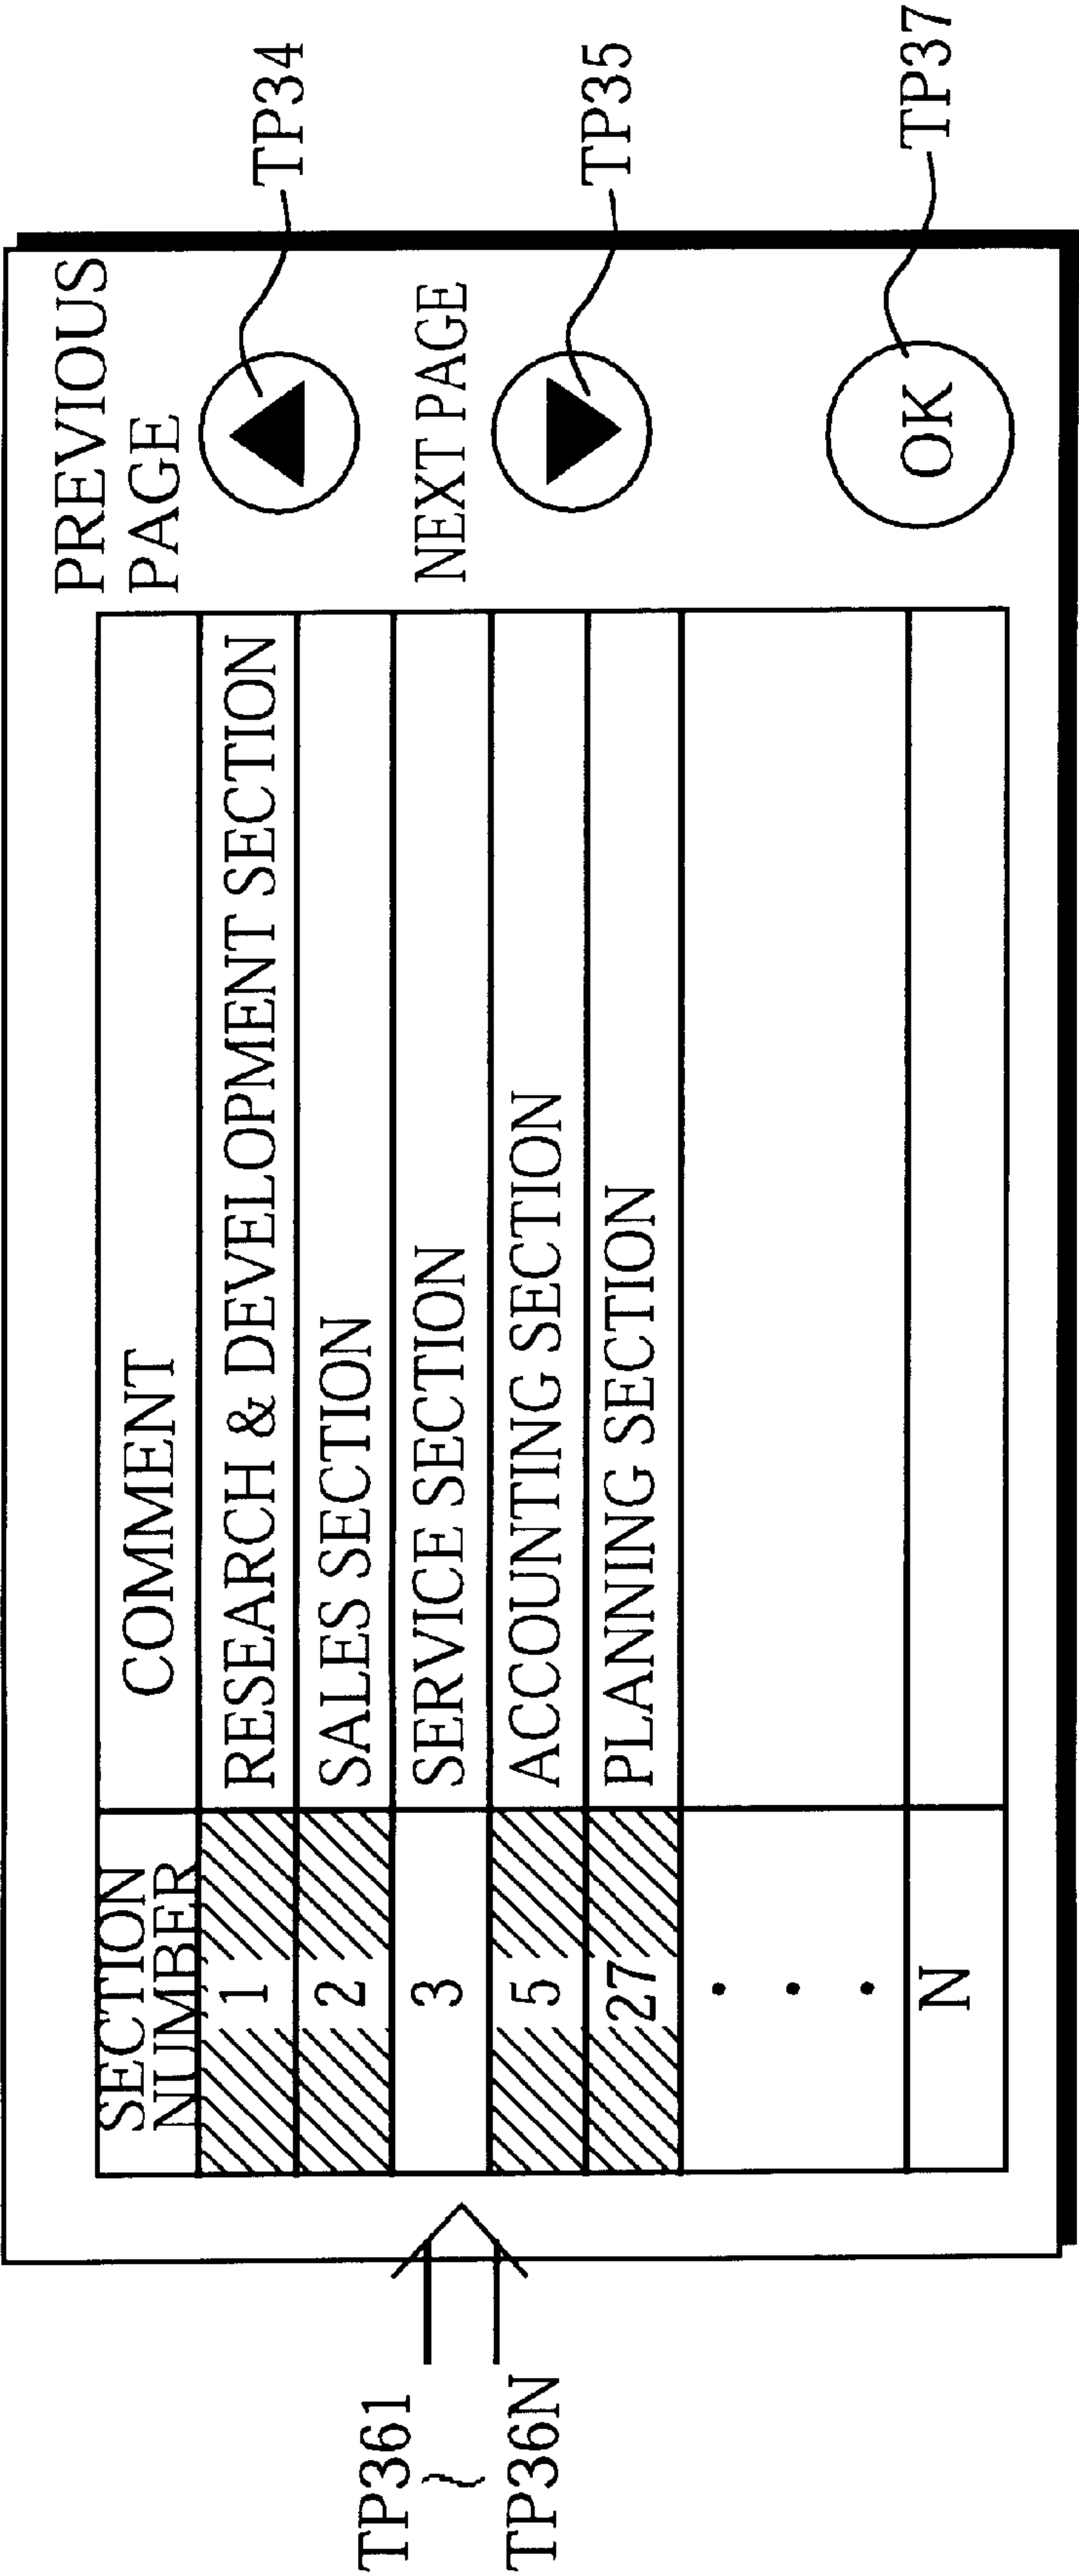 SECTION
NUMBER
COMMENT
1 RESEARCH & DEVELOPMENT SECTION
2 SALES SECTION
3 SERVICE SECTION
5 ACCOUNTING SECTION
27 PLANNING SECTION
N
PREVIOUS
PAGE
NEXT PAGE
OK
TP34
TP35
TP37
TP361
~
TP36N